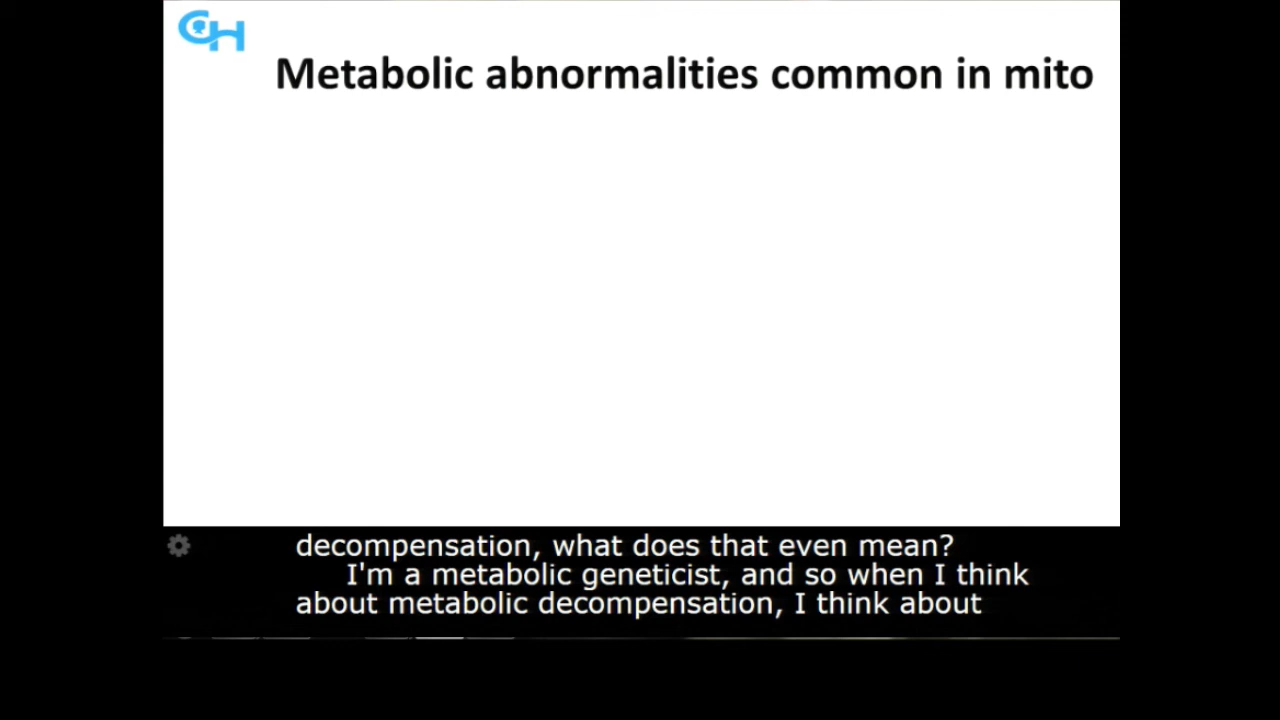 CH
Metabolic abnormalities common in mito
decompensation, what does that even mean?
I'm a metabolic geneticist, and so when I think
about metabolic decompensation, I think about